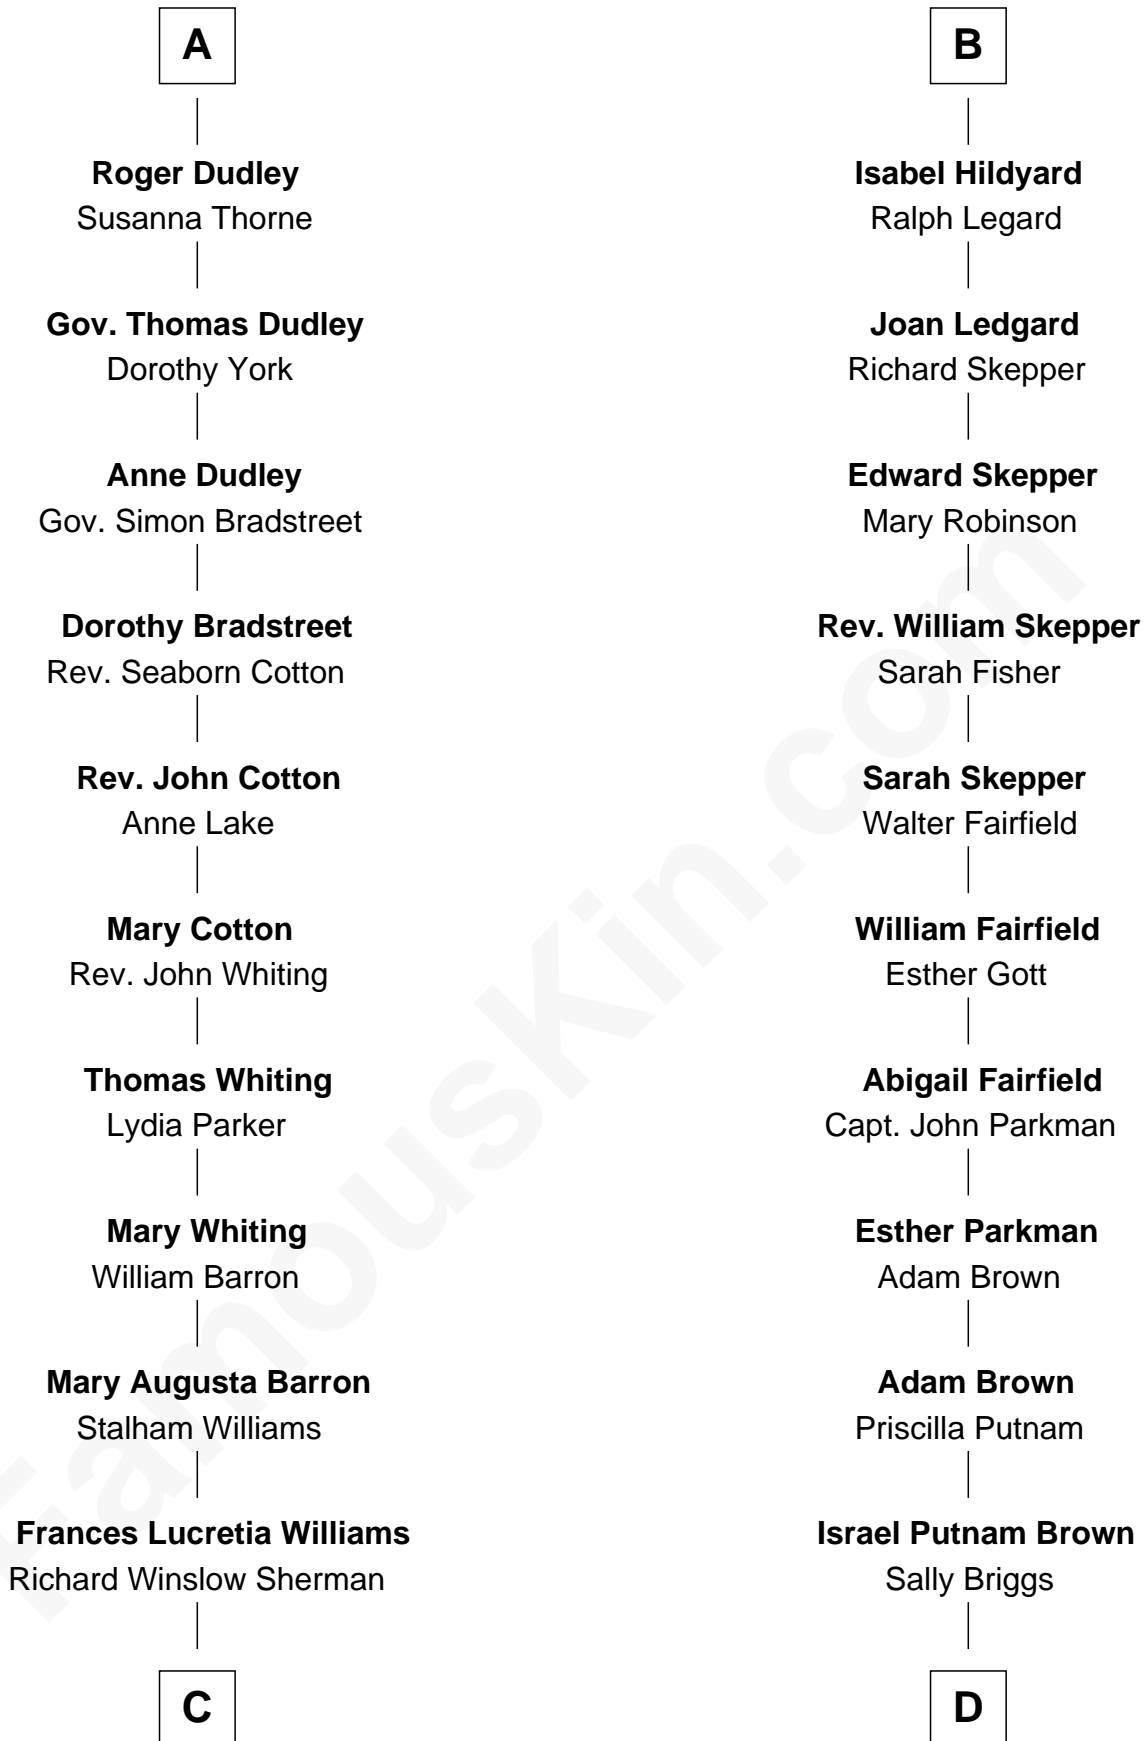 A
Roger Dudley
Susanna Thorne
Gov. Thomas Dudley
Dorothy York
Anne Dudley
Gov. Simon Bradstreet
Dorothy Bradstreet
Rev. Seaborn Cotton
Rev. John Cotton
Anne Lake
Mary Cotton
Rev. John Whiting
Thomas Whiting
Lydia Parker
Mary Whiting
William Barron
Mary Augusta Barron
Stalham Williams
Frances Lucretia Williams
Richard Winslow Sherman
C
B
Isabel Hildyard
Ralph Legard
Joan Ledgard
Richard Skepper
Edward Skepper
Mary Robinson
Rev. William Skepper
Sarah Fisher
Sarah Skepper
Walter Fairfield
William Fairfield
Esther Gott
Abigail Fairfield
Capt. John Parkman
Esther Parkman
Adam Brown
Adam Brown
Priscilla Putnam
Israel Putnam Brown
Sally Briggs
D
FamousKin.com